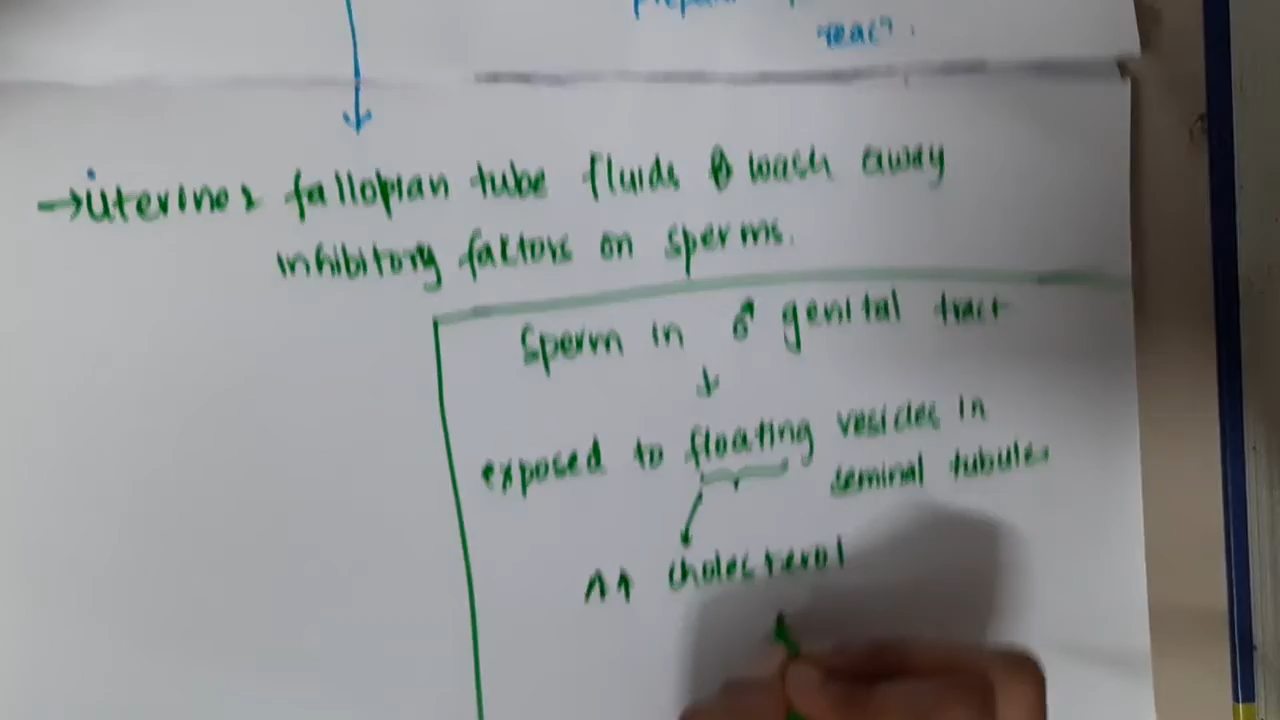 reacⁿ.
→ uterine & fallopian tube fluids wash away
inhibitory factors on sperms.
Sperm in ♂ genital tract
↓
exposed to floating vesicles in
seminal tubules
↑↑ cholesterol